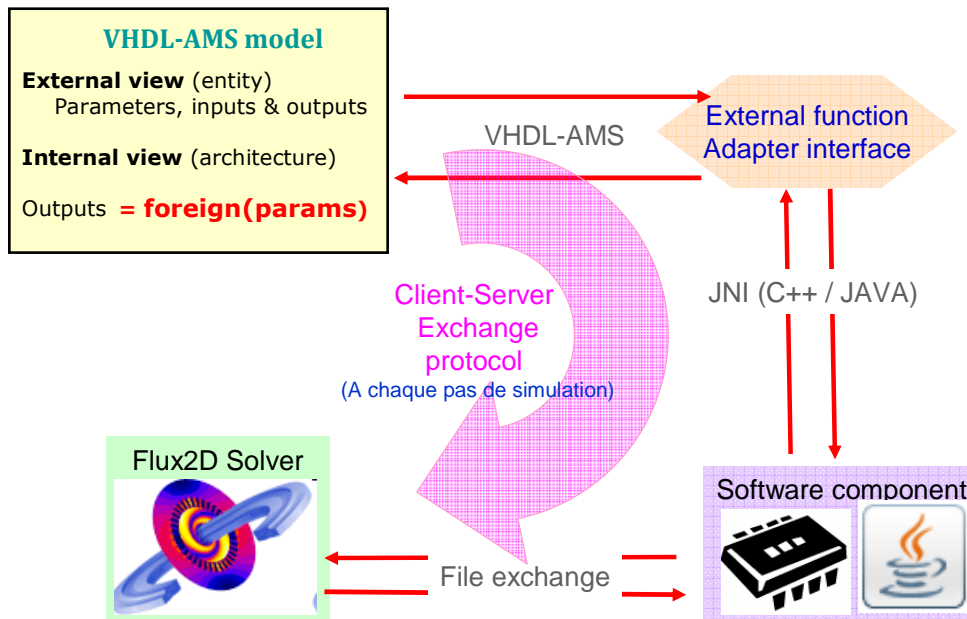 VHDL-AMS model
External view (entity)
Parameters, inputs & outputs
Internal view (architecture)
Outputs = foreign(params)
VHDL-AMS
External function
Adapter interface
JNI (C++ / JAVA)
Client-Server
Exchange
protocol
(A chaque pas de simulation)
Flux2D Solver
File exchange
Software component